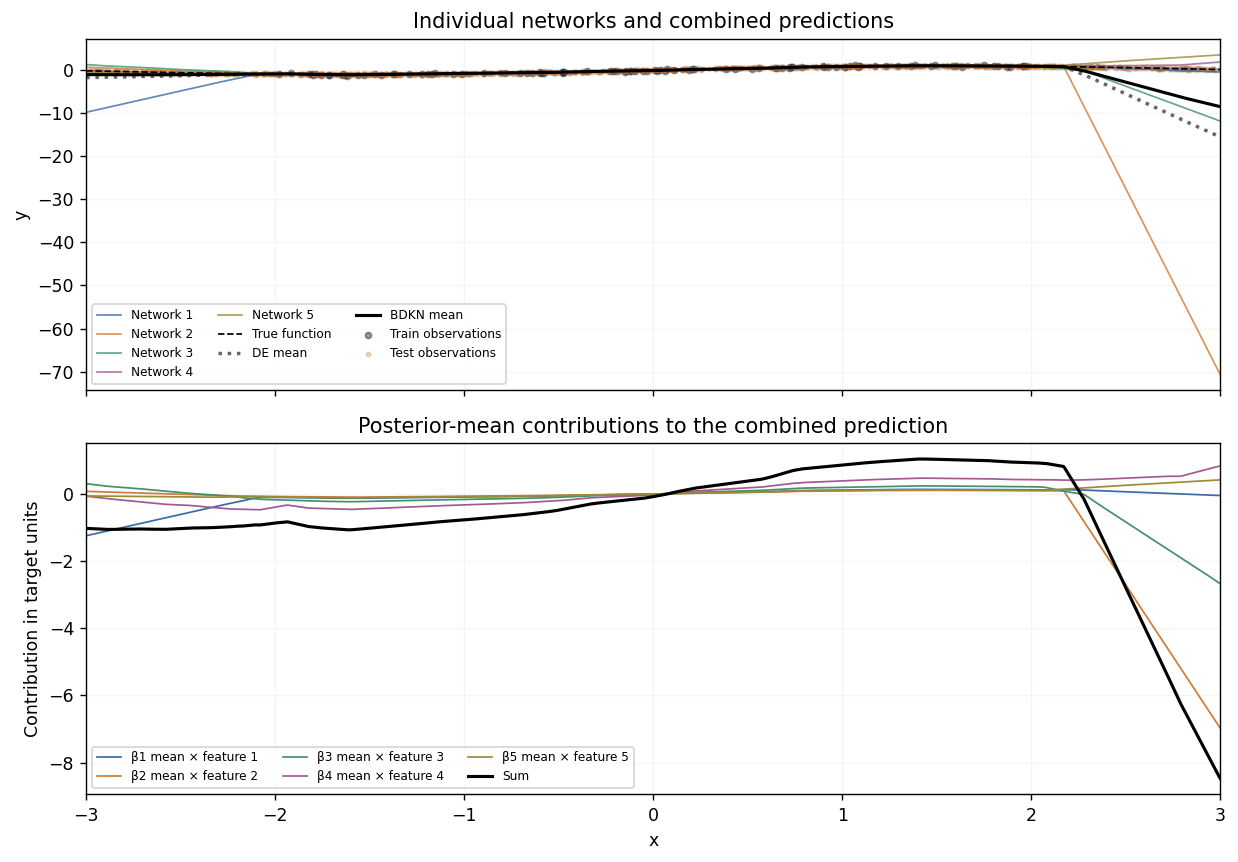 Individual networks and combined predictions
0
−10
−20
−30
−40
−50
−60
−70
y
Network 1 Network 5 BDKN mean
Network 2 True function Train observations
Network 3 DE mean Test observations
Network 4
Posterior-mean contributions to the combined prediction
0
−2
−4
−6
−8
Contribution in target units
β1 mean × feature 1 β3 mean × feature 3 β5 mean × feature 5
β2 mean × feature 2 β4 mean × feature 4 Sum
−3 −2 −1 0 1 2 3
x